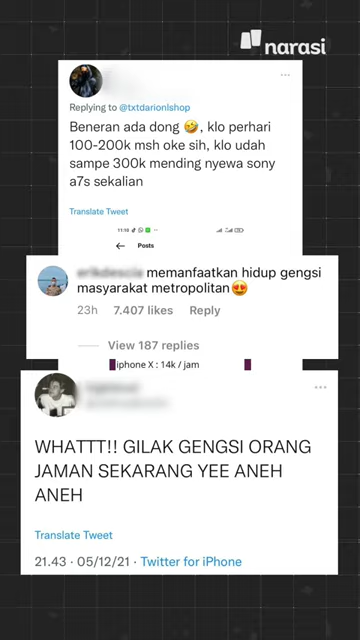 narasi
Replying to @txtdarionlshop
Beneran ada dong 🤣, klo perhari
100-200k msh oke sih, klo udah
sampe 300k mending nyewa sony
a7s sekalian
Translate Tweet
11:10
Posts
memanfaatkan hidup gengsi
masyarakat metropolitan😍
23h 7.407 likes Reply
View 187 replies
iphone X : 14k / jam
WHATTT!! GILAK GENGSI ORANG
JAMAN SEKARANG YEE ANEH
ANEH
Translate Tweet
21.43 · 05/12/21 · Twitter for iPhone